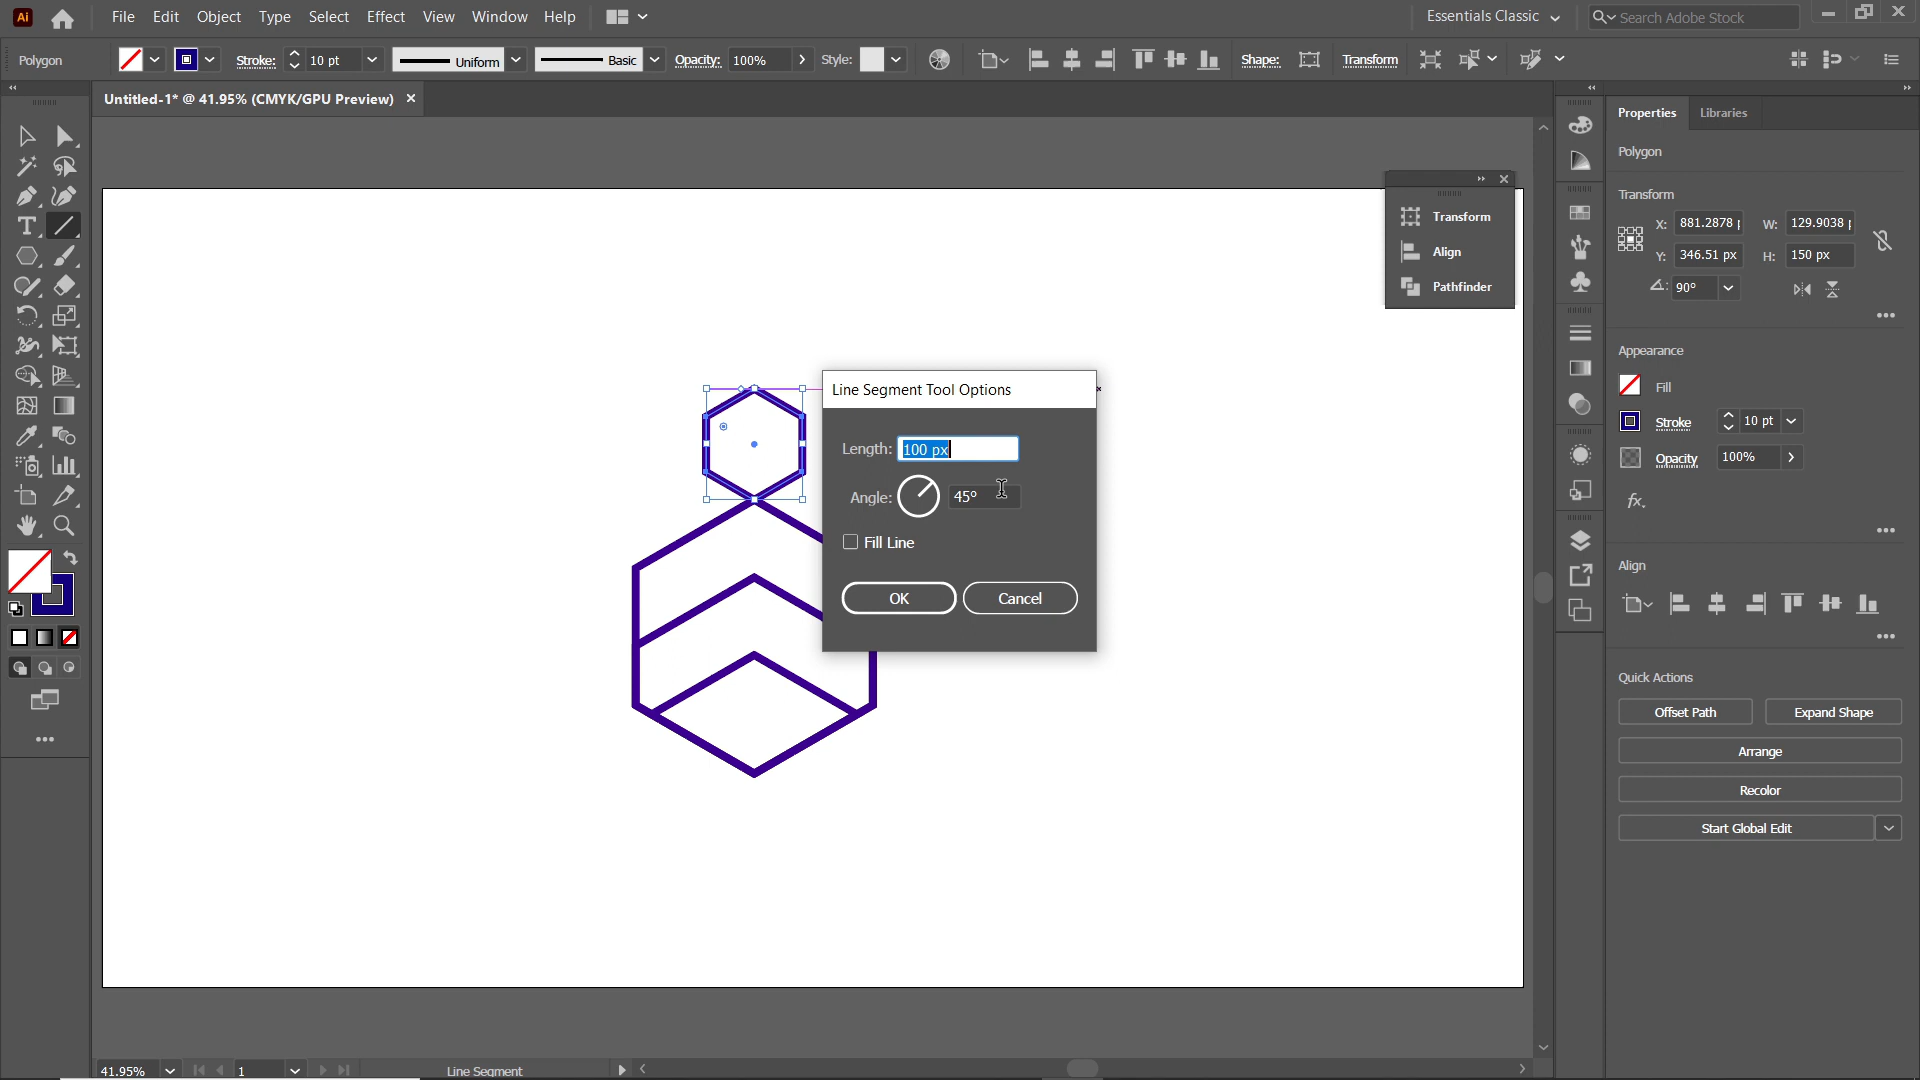 Ai File Edit Object Type Select Effect View Window Help Essentials Classic Search Adobe Stock
Polygon Stroke: 10 pt Uniform Basic Opacity: 100% Style: Shape: Transform
Untitled-1* @ 41.95% (CMYK/GPU Preview)
Properties Libraries
Polygon
Transform
X: 881.2878 W: 129.9038
Y: 346.51 px H: 150 px
90°
Transform
Align
Pathfinder
Appearance
Fill
Stroke 10 pt
Opacity 100%
fx.
Align
Quick Actions
Offset Path Expand Shape
Arrange
Recolor
Start Global Edit
Line Segment Tool Options
Length: 100 px
Angle: 45°
Fill Line
OK Cancel
T
41.95% 1 Line Segment